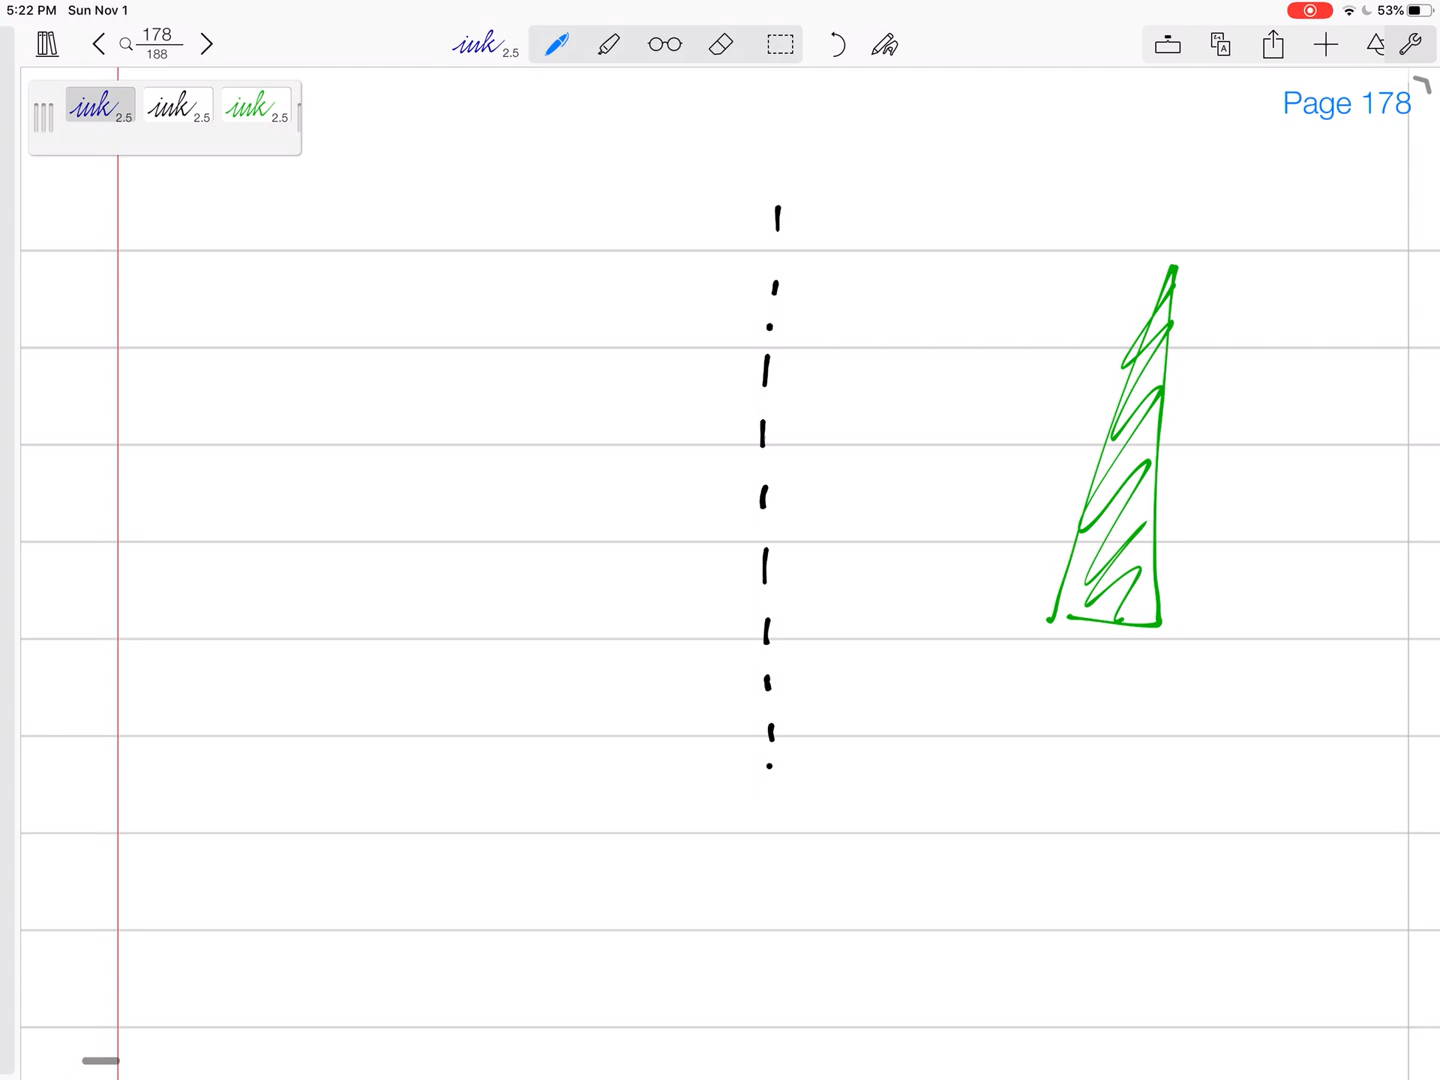 5:22 PM Sun Nov 1 53%
178
188
ink 2.5
A
ink 2.5 ink 2.5 ink 2.5
Page 178